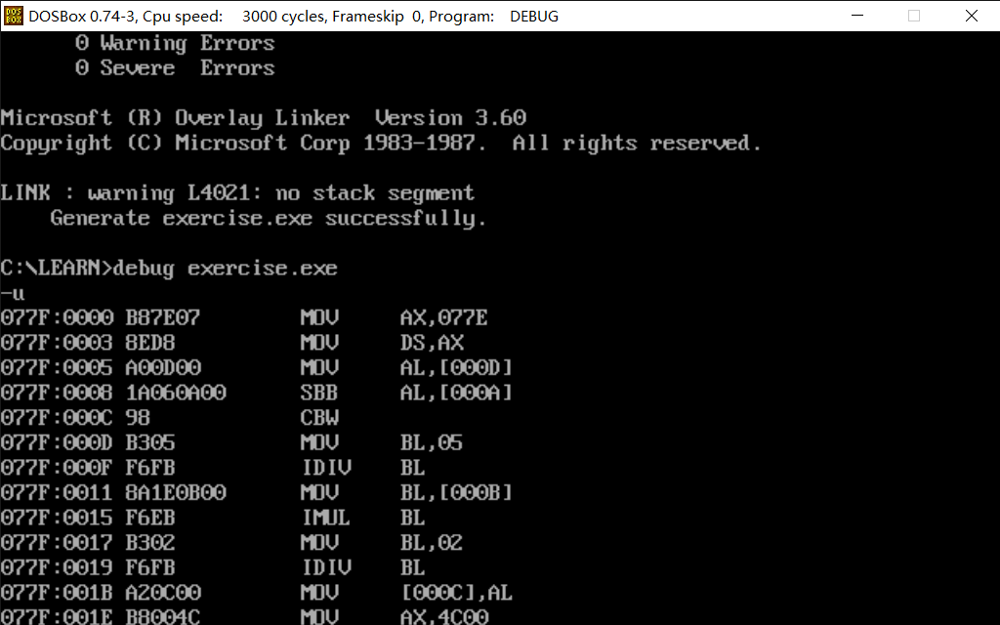 DOSBox 0.74-3, Cpu speed: 3000 cycles, Frameskip 0, Program: DEBUG
0 Warning Errors
0 Severe Errors
Microsoft (R) Overlay Linker Version 3.60
Copyright (C) Microsoft Corp 1983-1987. All rights reserved.
LINK : warning L4021: no stack segment
Generate exercise.exe successfully.
C:\LEARN>debug exercise.exe
-u
077F:0000 B87E07 MOV AX,077E
077F:0003 8ED8 MOV DS,AX
077F:0005 A00D00 MOV AL,[000D]
077F:0008 1A060A00 SBB AL,[000A]
077F:000C 98 CBW
077F:000D B305 MOV BL,05
077F:000F F6FB IDIV BL
077F:0011 8A1E0B00 MOV BL,[000B]
077F:0015 F6EB IMUL BL
077F:0017 B302 MOV BL,02
077F:0019 F6FB IDIV BL
077F:001B A20C00 MOV [000C],AL
077F:001E B8004C MOV AX,4C00